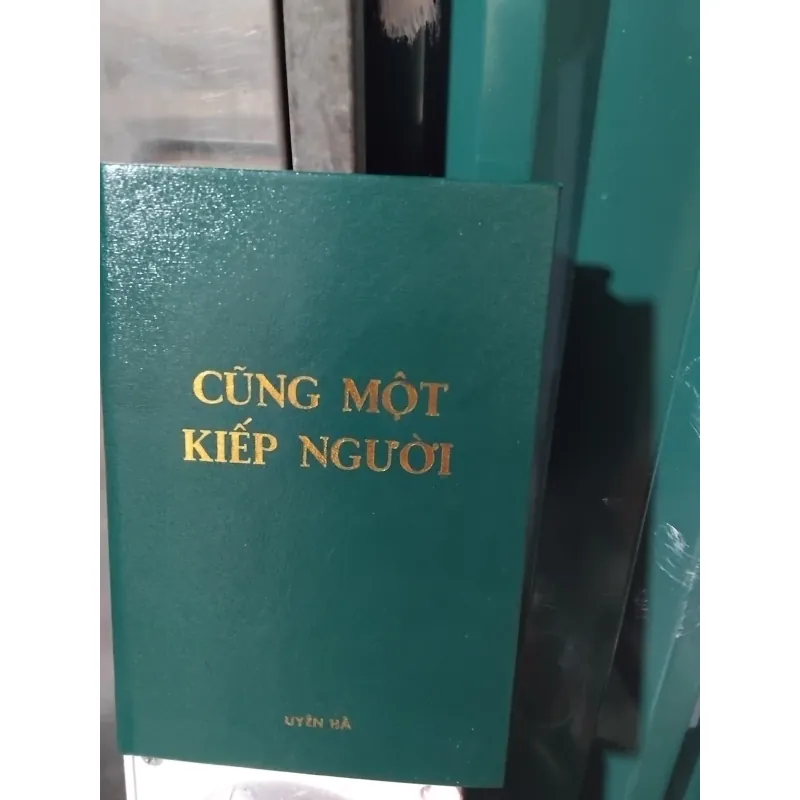 CŨNG MỘT
KIẾP NGƯỜI
UYÊN HÀ